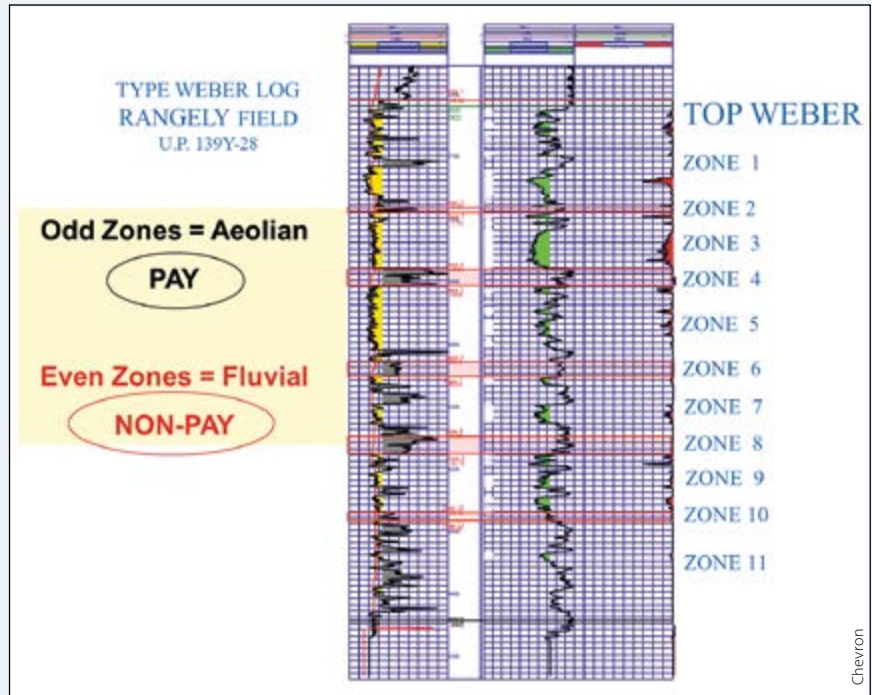 TYPE WEBER LOG
RANGELY FIELD
U.P. 139Y-28
Odd Zones = Aeolian
PAY
Even Zones = Fluvial
NON-PAY
TOP WEBER
ZONE 1
ZONE 2
ZONE 3
ZONE 4
ZONE 5
ZONE 6
ZONE 7
ZONE 8
ZONE 9
ZONE 10
ZONE 11
Chevron